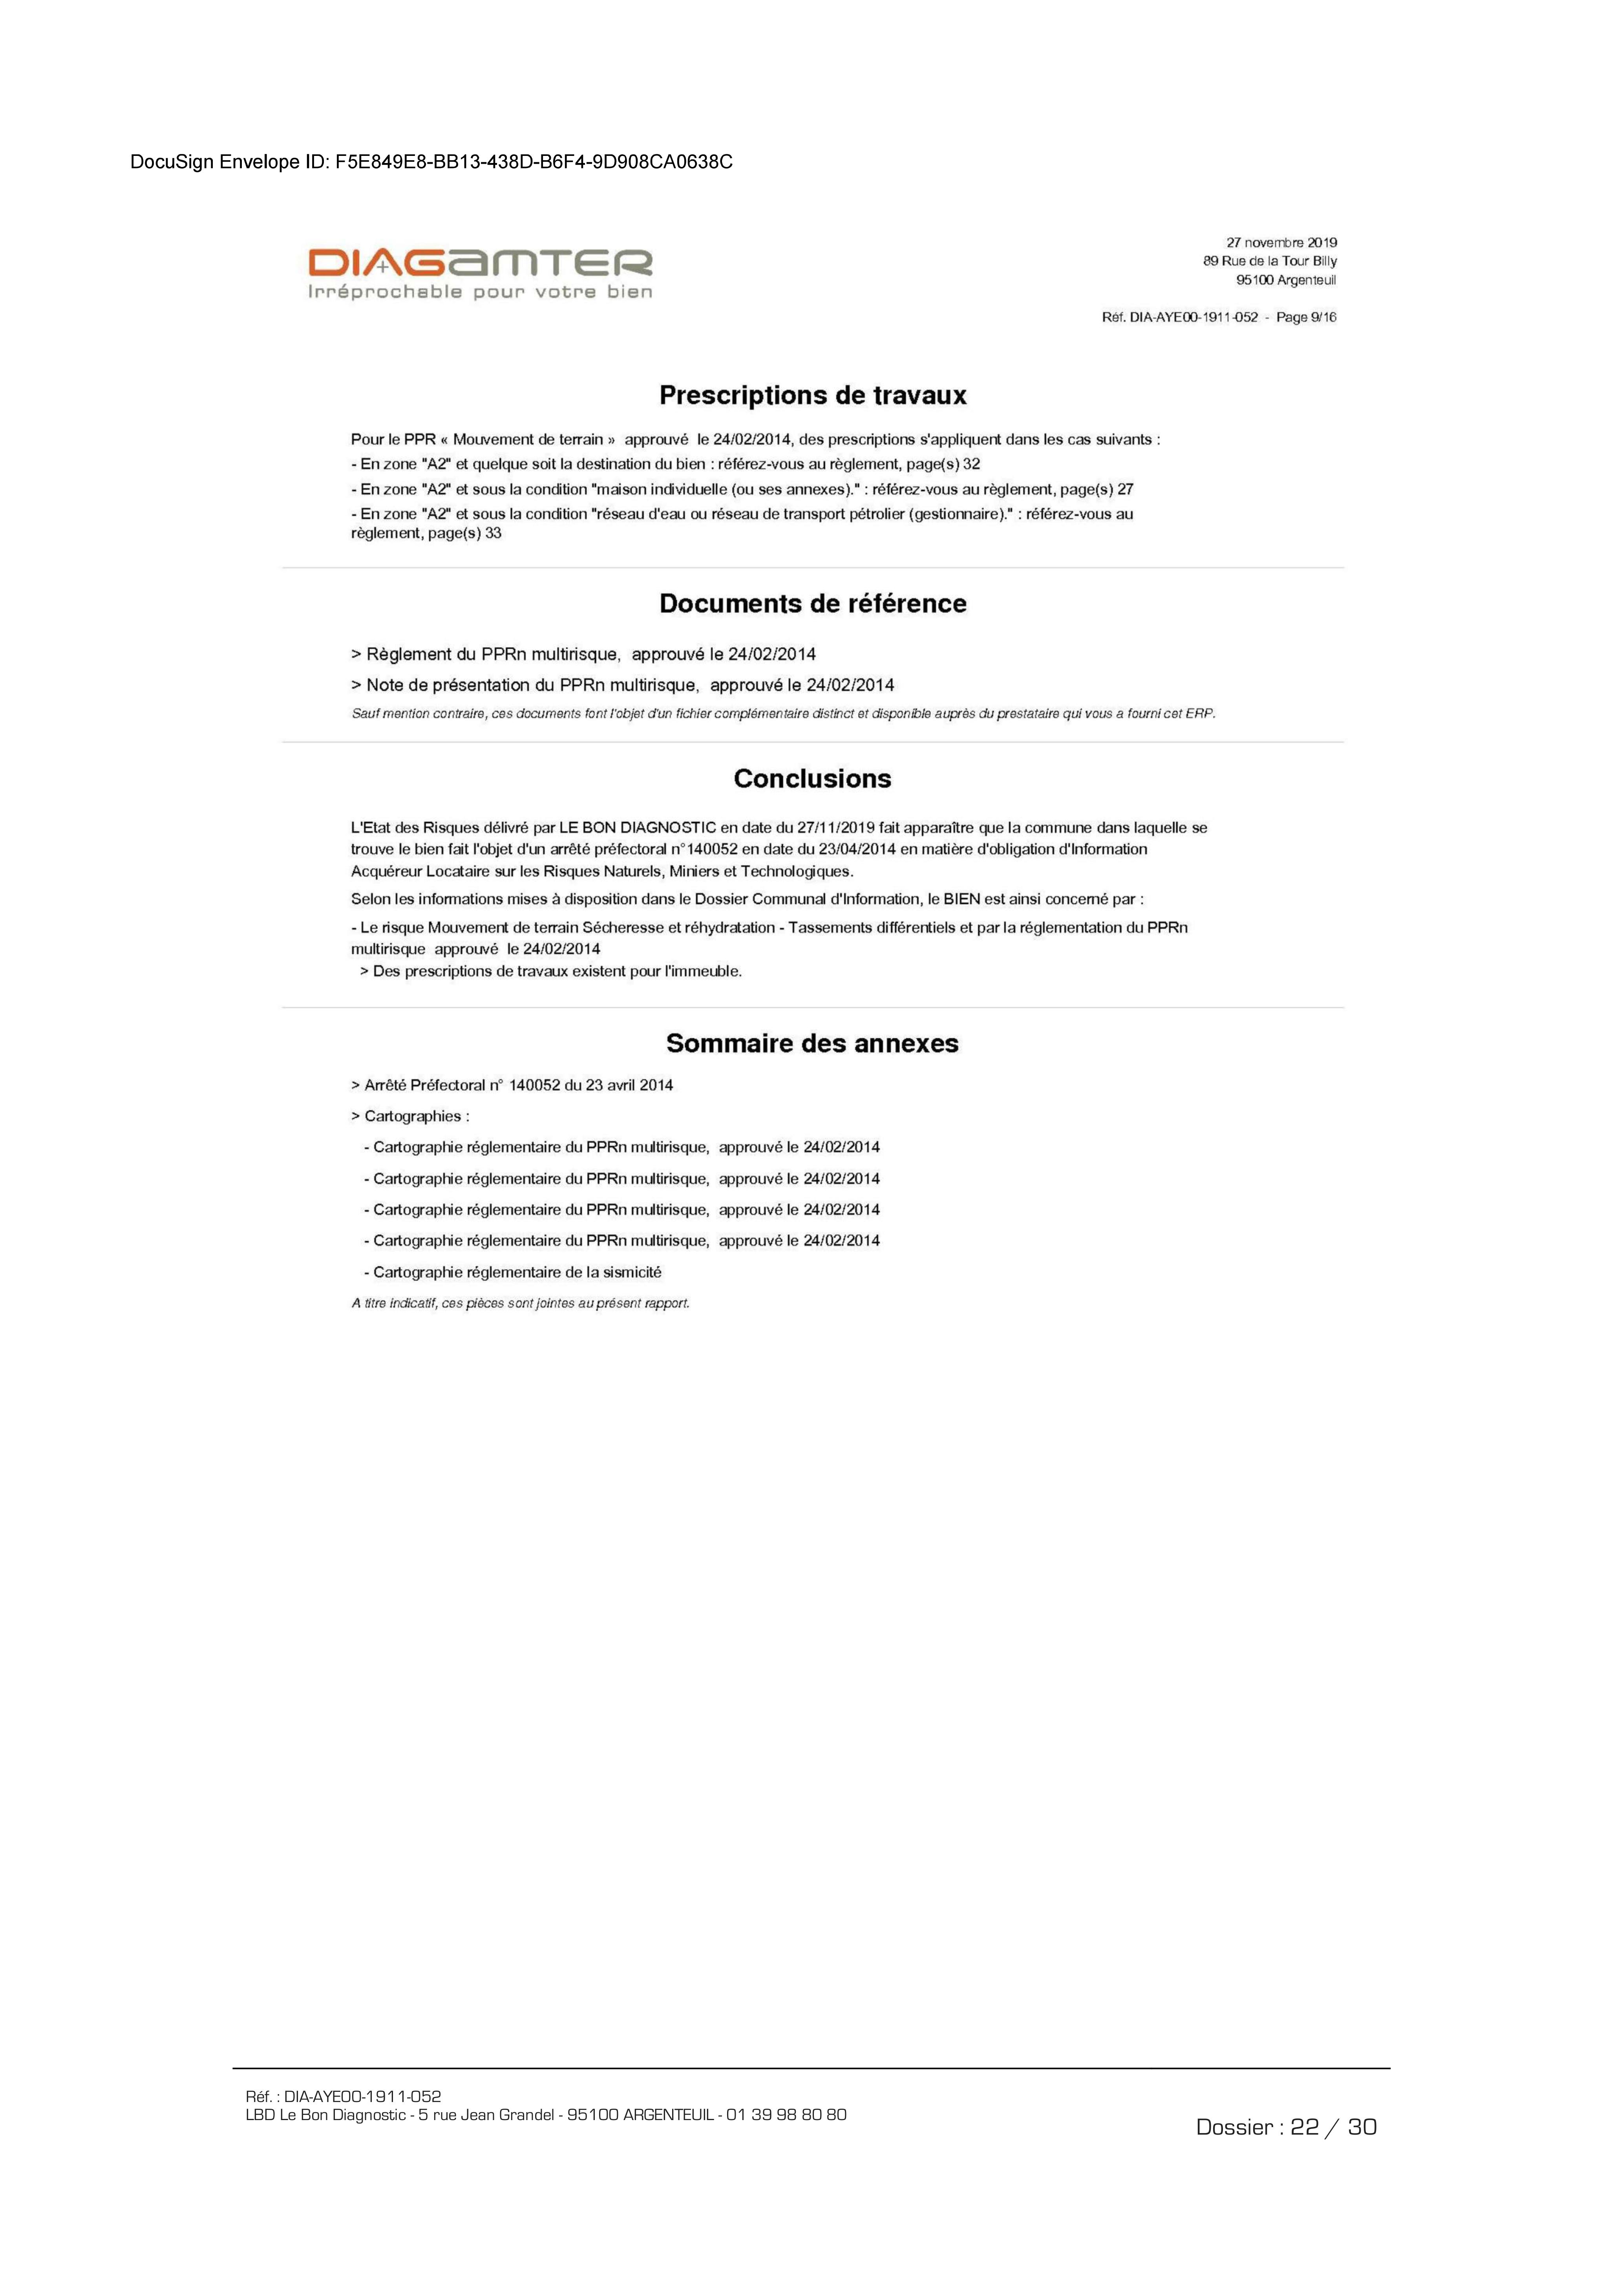 DocuSign Envelope ID: F5E849E8-BB13-438D-B6F4-9D908CA0638C
DIAGAMTER
Irréprochable pour votre bien
27 novembre 2019
89 Rue de la Tour Billy
95100 Argenteuil
Réf. DIA-AYE00-1911-052 - Page 9/16
Prescriptions de travaux
Pour le PPR « Mouvement de terrain » approuvé le 24/02/2014, des prescriptions s'appliquent dans les cas suivants :
- En zone "A2" et quelque soit la destination du bien : référez-vous au règlement, page(s) 32
- En zone "A2" et sous la condition "maison individuelle (ou ses annexes)." : référez-vous au règlement, page(s) 27
- En zone "A2" et sous la condition "réseau d'eau ou réseau de transport pétrolier (gestionnaire)." : référez-vous au
règlement, page(s) 33
Documents de référence
> Règlement du PPRn multirisque, approuvé le 24/02/2014
> Note de présentation du PPRn multirisque, approuvé le 24/02/2014
Sauf mention contraire, ces documents font l'objet d'un fichier complémentaire distinct et disponible auprès du prestataire qui vous a fourni cet ERP.
Conclusions
L'Etat des Risques délivré par LE BON DIAGNOSTIC en date du 27/11/2019 fait apparaître que la commune dans laquelle se
trouve le bien fait l'objet d'un arrêté préfectoral n°140052 en date du 23/04/2014 en matière d'obligation d'Information
Acquéreur Locataire sur les Risques Naturels, Miniers et Technologiques.
Selon les informations mises à disposition dans le Dossier Communal d'Information, le BIEN est ainsi concerné par :
- Le risque Mouvement de terrain Sécheresse et réhydratation - Tassements différentiels et par la réglementation du PPRn
multirisque approuvé le 24/02/2014
> Des prescriptions de travaux existent pour l'immeuble.
Sommaire des annexes
> Arrêté Préfectoral n° 140052 du 23 avril 2014
> Cartographies :
- Cartographie réglementaire du PPRn multirisque, approuvé le 24/02/2014
- Cartographie réglementaire du PPRn multirisque, approuvé le 24/02/2014
- Cartographie réglementaire du PPRn multirisque, approuvé le 24/02/2014
- Cartographie réglementaire du PPRn multirisque, approuvé le 24/02/2014
- Cartographie réglementaire de la sismicité
A titre indicatif, ces pièces sont jointes au présent rapport.
Réf. : DIA-AYE00-1911-052
LBD Le Bon Diagnostic - 5 rue Jean Grandel - 95100 ARGENTEUIL - 01 39 98 80 80
Dossier : 22 / 30